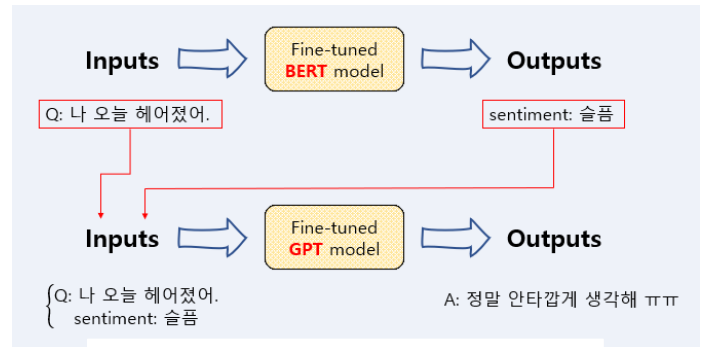 Inputs
Fine-tuned
BERT model
Outputs
Q: 나 오늘 헤어졌어.
sentiment: 슬픔
Inputs
Fine-tuned
GPT model
Outputs
Q: 나 오늘 헤어졌어.
sentiment: 슬픔
A: 정말 안타깝게 생각해 ㅠㅠ